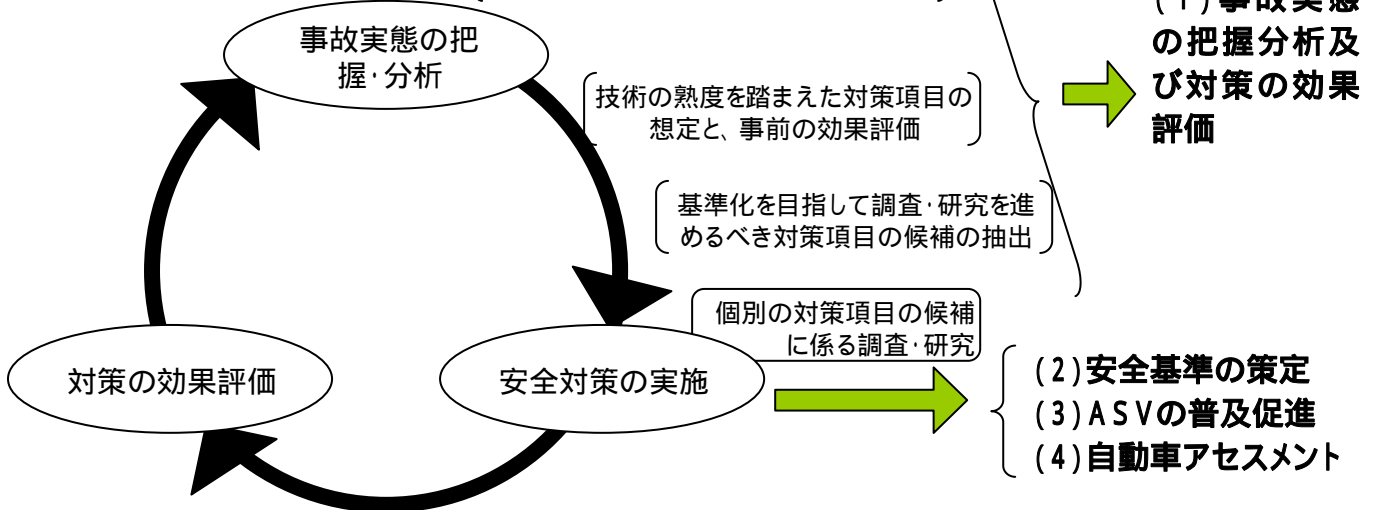 事故実態の把
握・分析
技術の熟度を踏まえた対策項目の
想定と、事前の効果評価
基準化を目指して調査・研究を進
めるべき対策項目の候補の抽出
の把握分析及
び対策の効果
評価
個別の対策項目の候補
に係る調査・研究
対策の効果評価
安全対策の実施
(2)安全基準の策定
(3)ASVの普及促進
(4)自動車アセスメント